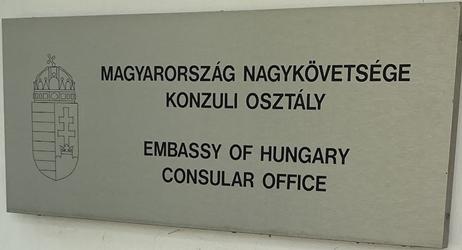 MAGYARORSZÁG NAGYKÖVETSÉGE
KONZULI OSZTÁLY
EMBASSY OF HUNGARY
CONSULAR OFFICE